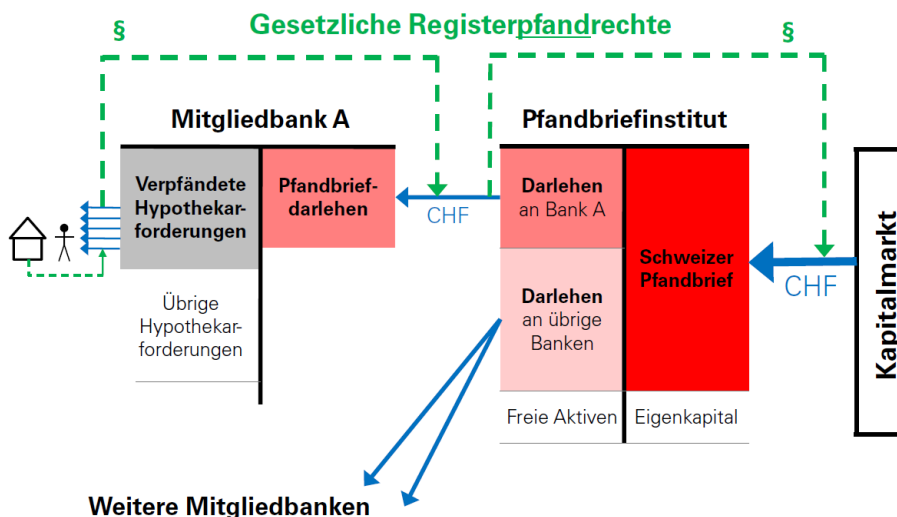 §
Gesetzliche Registerpfandrechte
§
Mitgliedbank A
Pfandbriefinstitut
Verpfändete
Hypothekar-
forderungen
Pfandbrief-
darlehen
CHF
Darlehen
an Bank A
Schweizer
Pfandbrief
CHF
Kapitalmarkt
Übrige
Hypothekar-
forderungen
Darlehen
an übrige
Banken
Freie Aktiven
Eigenkapital
Weitere Mitgliedbanken